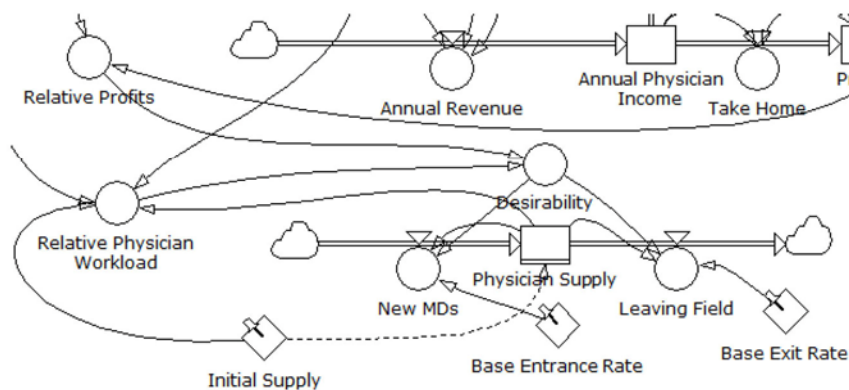 Relative Profits
Annual Revenue
Annual Physician
Income
Take Home
Desirability
Relative Physician
Workload
Physician Supply
New MDs
Leaving Field
Initial Supply
Base Entrance Rate
Base Exit Rate